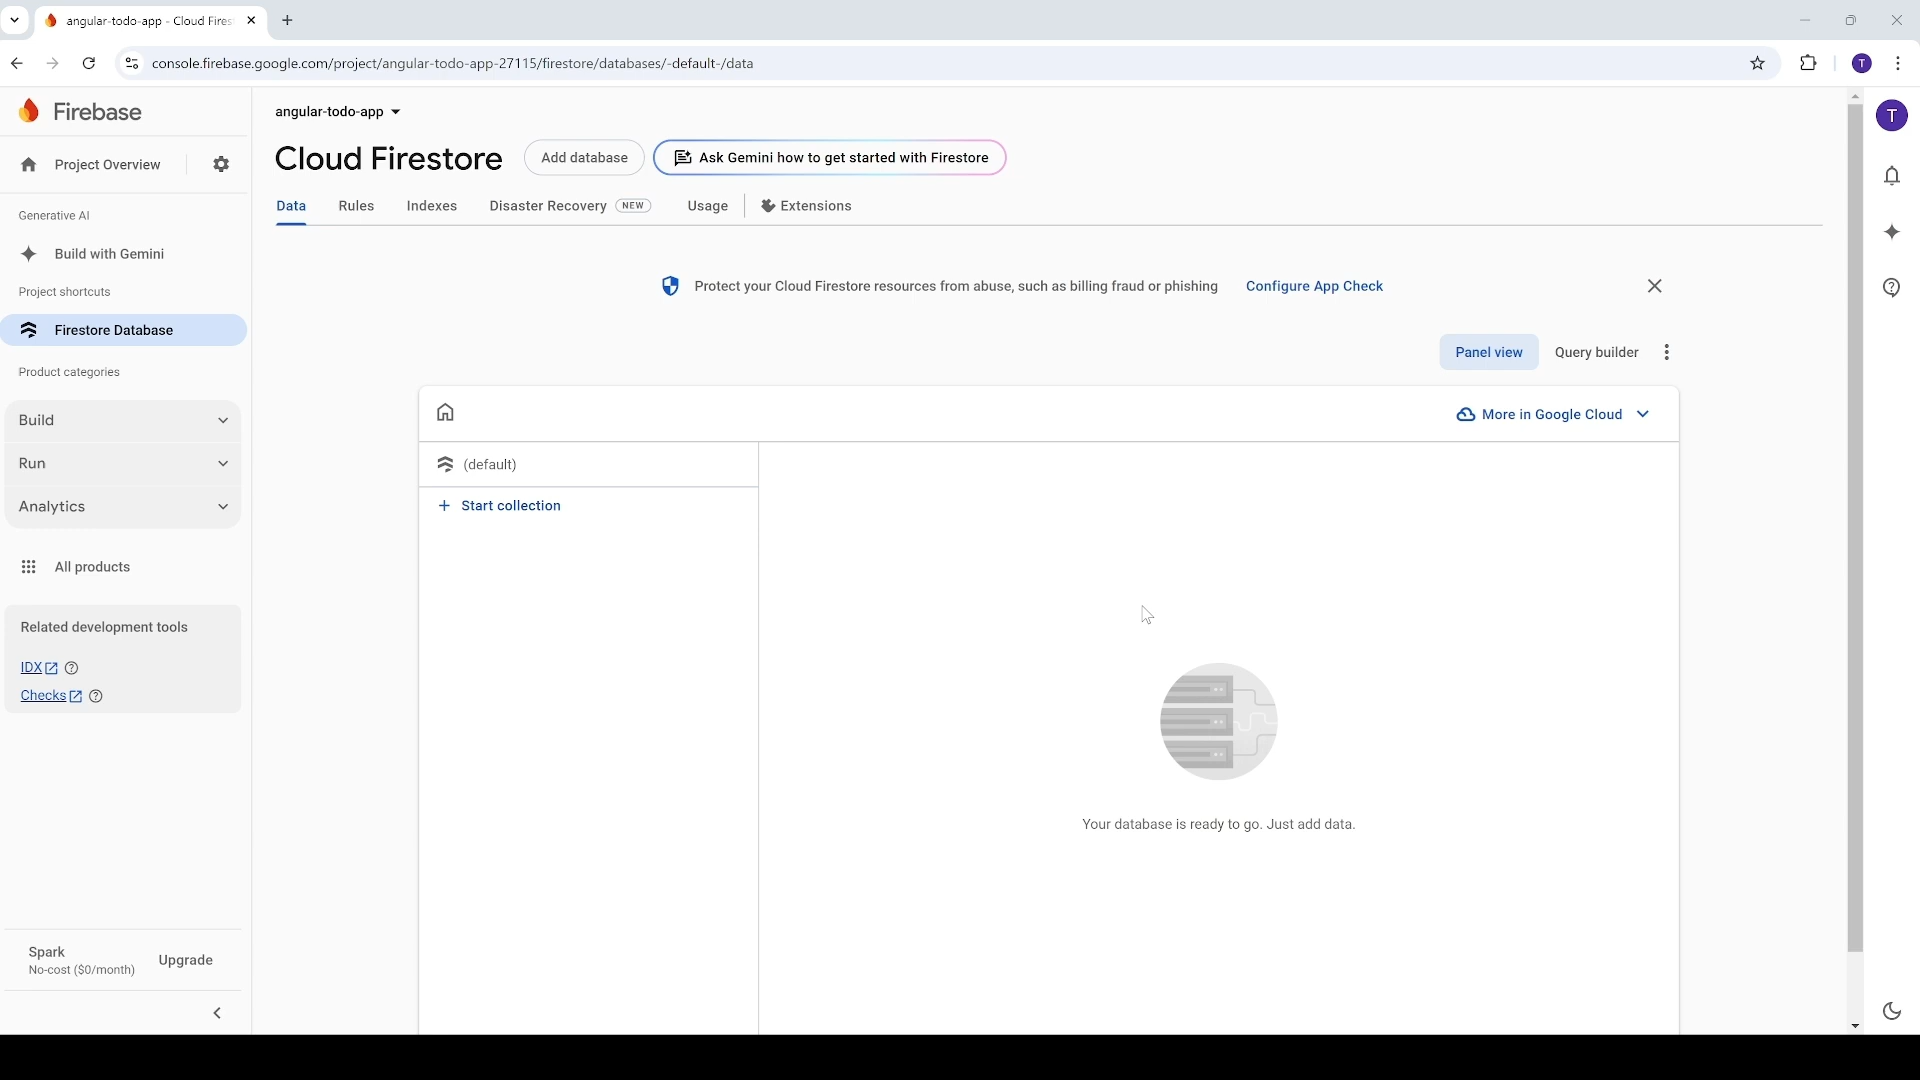 angular-todo-app - Cloud Fires
console.firebase.google.com/project/angular-todo-app-27115/firestore/databases/-default-/data
T
Firebase
angular-todo-app
T
Project Overview
Cloud Firestore
Add database
Ask Gemini how to get started with Firestore
Data
Rules
Indexes
Disaster Recovery
NEW
Usage
Extensions
Generative AI
Build with Gemini
Project shortcuts
Firestore Database
Product categories
Build
Run
Analytics
All products
Related development tools
IDX
Checks
Spark
No-cost ($0/month)
Upgrade
Protect your Cloud Firestore resources from abuse, such as billing fraud or phishing
Configure App Check
Panel view
Query builder
More in Google Cloud
(default)
Start collection
Your database is ready to go. Just add data.